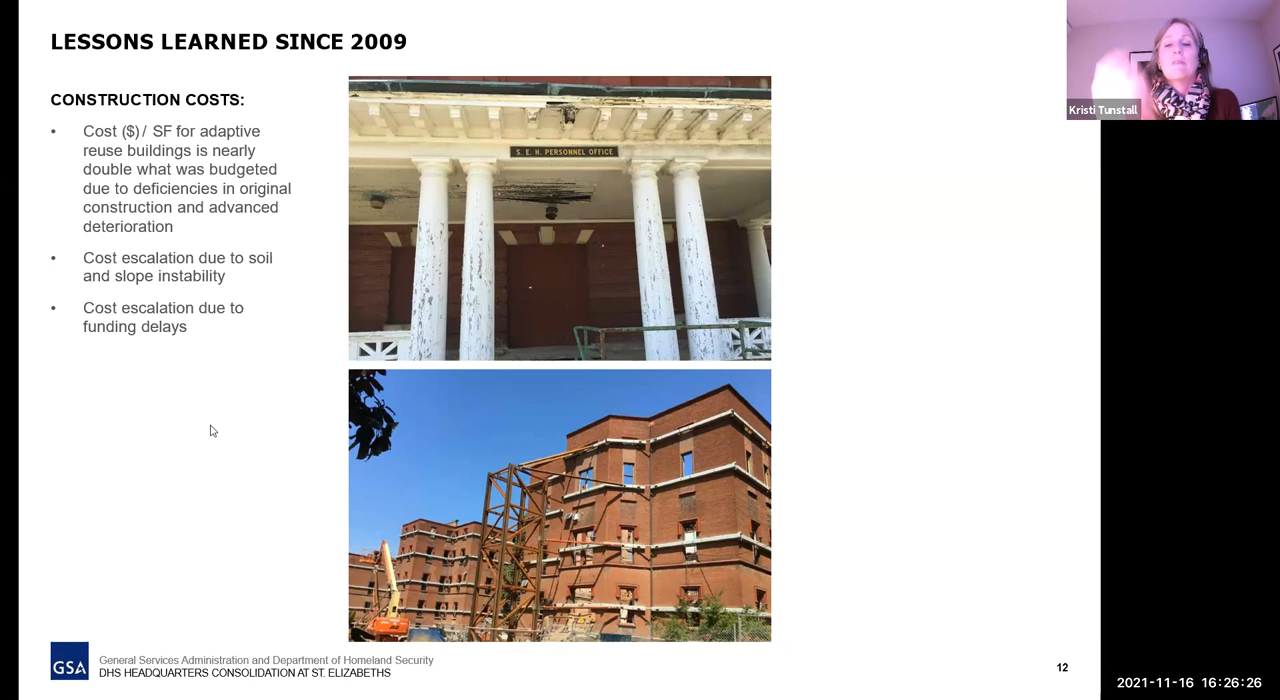 LESSONS LEARNED SINCE 2009
Kristi Tunstall
CONSTRUCTION COSTS:
• Cost ($) / SF for adaptive
reuse buildings is nearly
double what was budgeted
due to deficiencies in original
construction and advanced
deterioration
• Cost escalation due to soil
and slope instability
• Cost escalation due to
funding delays
S. E. H. PERSONNEL OFFICE
GSA
General Services Administration and Department of Homeland Security
DHS HEADQUARTERS CONSOLIDATION AT ST. ELIZABETHS
12
2021-11-16 16:26:26